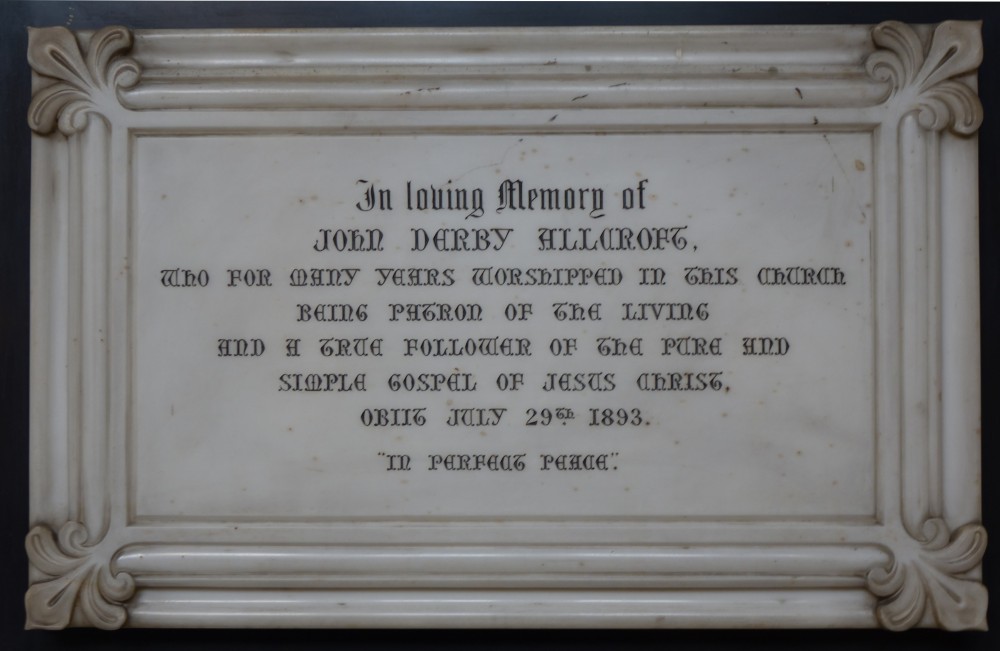 In loving Memory of
JOHN DERBY ALLCROFT,
WHO FOR MANY YEARS WORSHIPPED IN THIS CHURCH
BEING PATRON OF THE LIVING
AND A TRUE FOLLOWER OF THE PURE AND
SIMPLE GOSPEL OF JESUS CHRIST,
OBIIT JULY 29TH 1893.
"IN PERFECT PEACE".